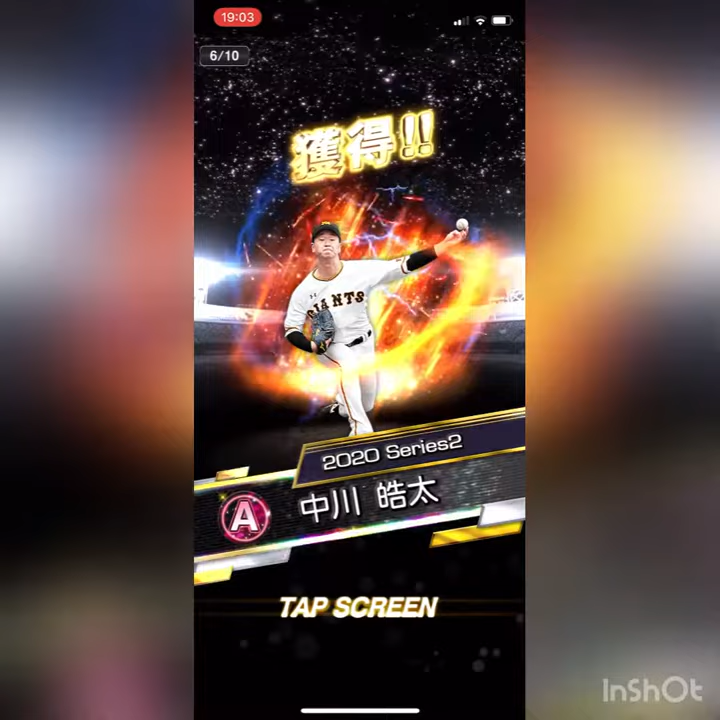 19:03
6/10
獲得!!
GIANTS
2020 Series2
A 中川 皓太
TAP SCREEN
InShOt